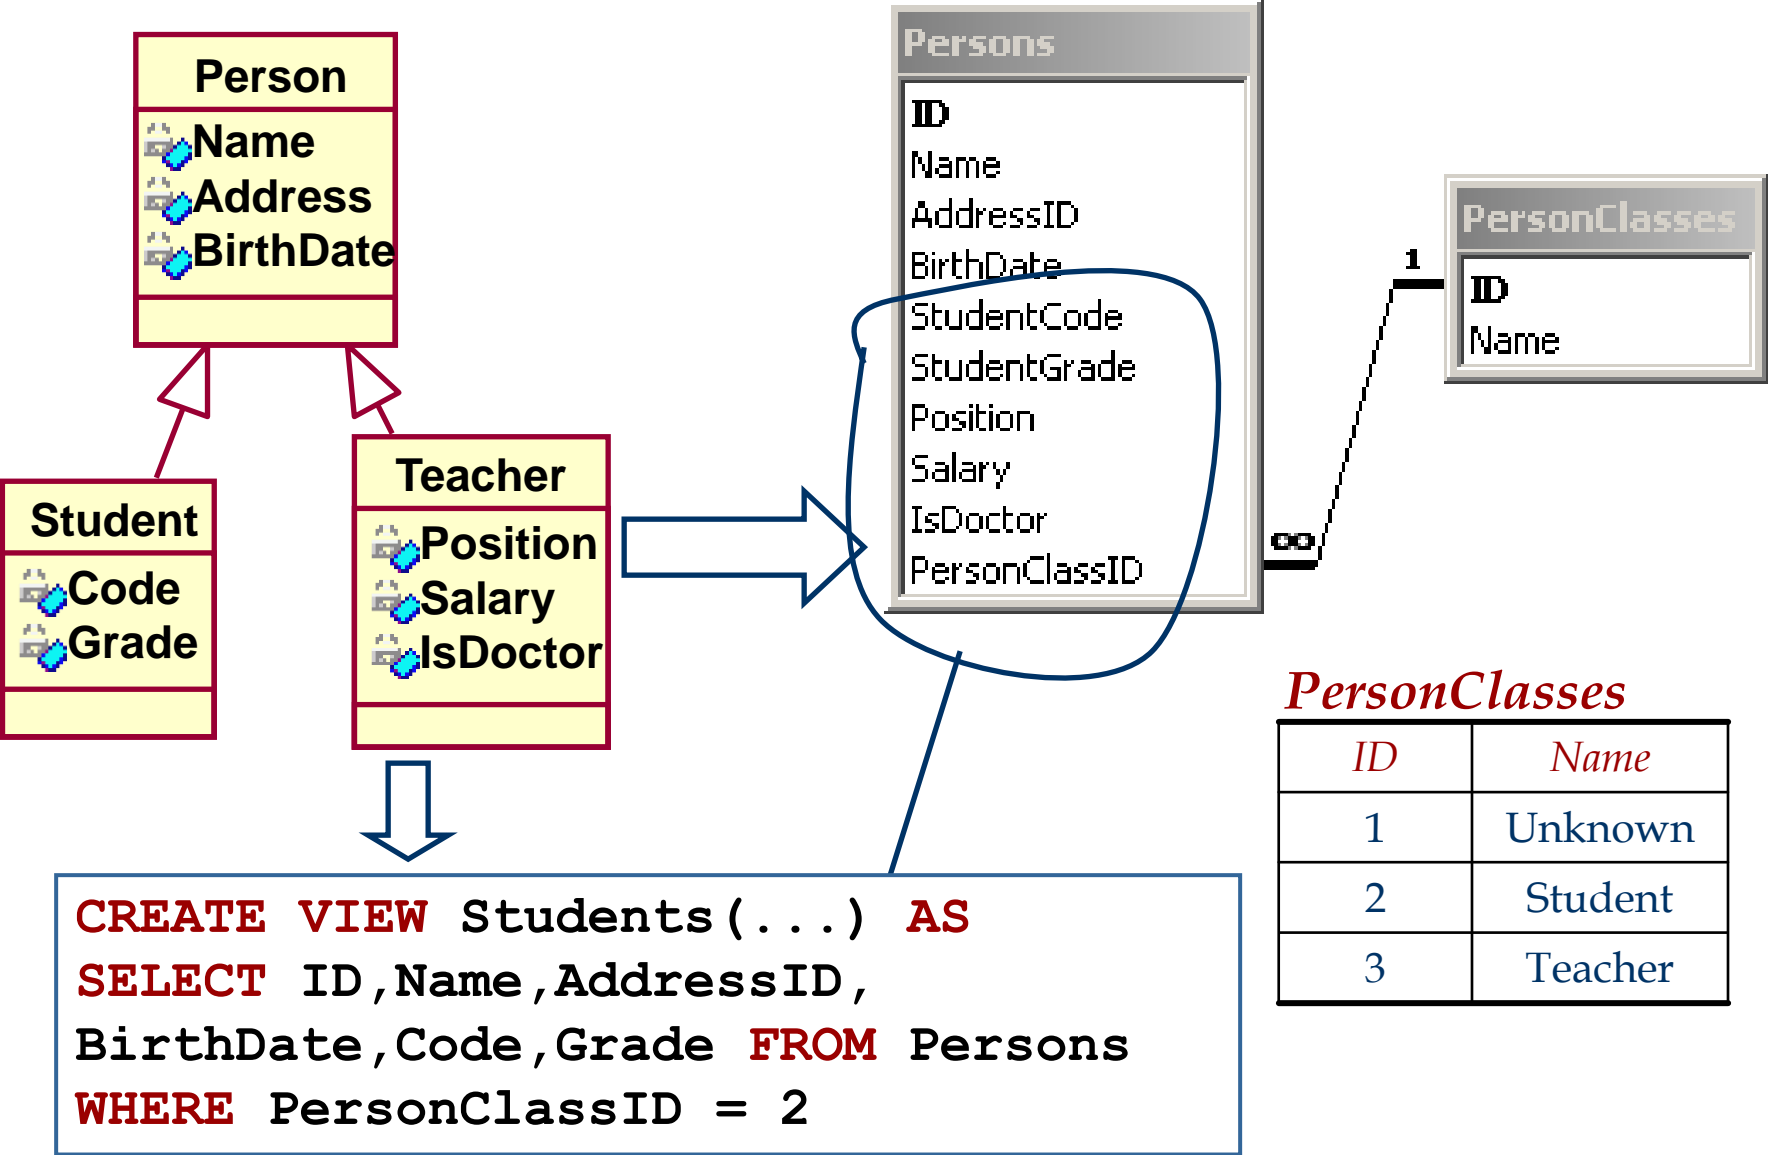 Person
Name
Address
BirthDate
Student
Code
Grade
Teacher
Position
Salary
IsDoctor
Persons
ID
Name
AddressID
BirthDate
StudentCode
StudentGrade
Position
Salary
IsDoctor
PersonClassID
1
∞
PersonClasses
ID
Name
PersonClasses
ID Name
1 Unknown
2 Student
3 Teacher
CREATE VIEW Students(...) AS
SELECT ID,Name,AddressID,
BirthDate,Code,Grade FROM Persons
WHERE PersonClassID = 2